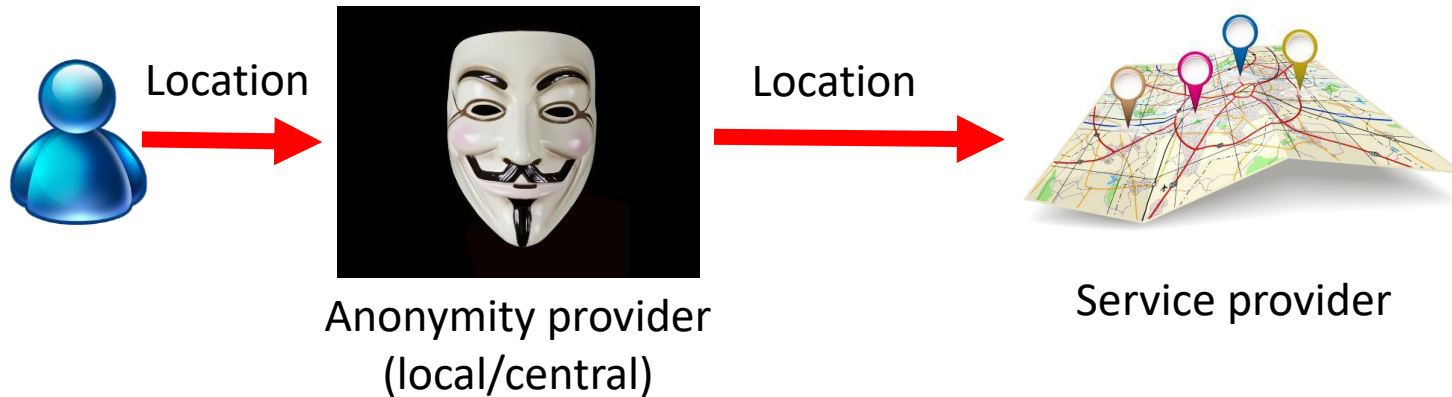 Location
Location
Anonymity provider
(local/central)
Service provider